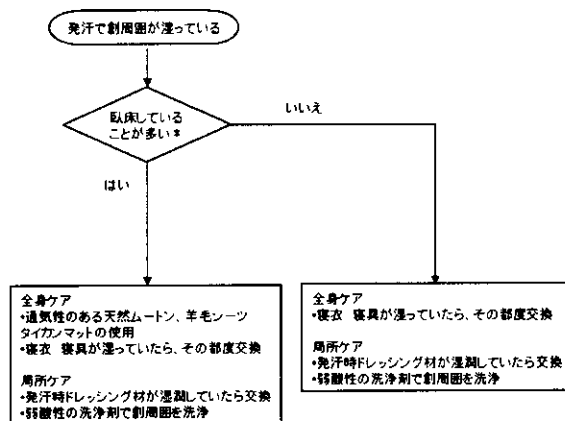 発汗で創周囲が湿っている
臥床している
ことが多い*
いいえ
はい
全身ケア
・通気性のある天然ムートン、羊毛シーツ
タイカンマットの使用
・寝衣 寝具が湿っていたら、その都度交換
局所ケア
・発汗時ドレッシング材が湿潤していたら交換
・弱酸性の洗浄剤で創周囲を洗浄
全身ケア
・寝衣 寝具が湿っていたら、その都度交換
局所ケア
・発汗時ドレッシング材が湿潤していたら交換
・弱酸性の洗浄剤で創周囲を洗浄